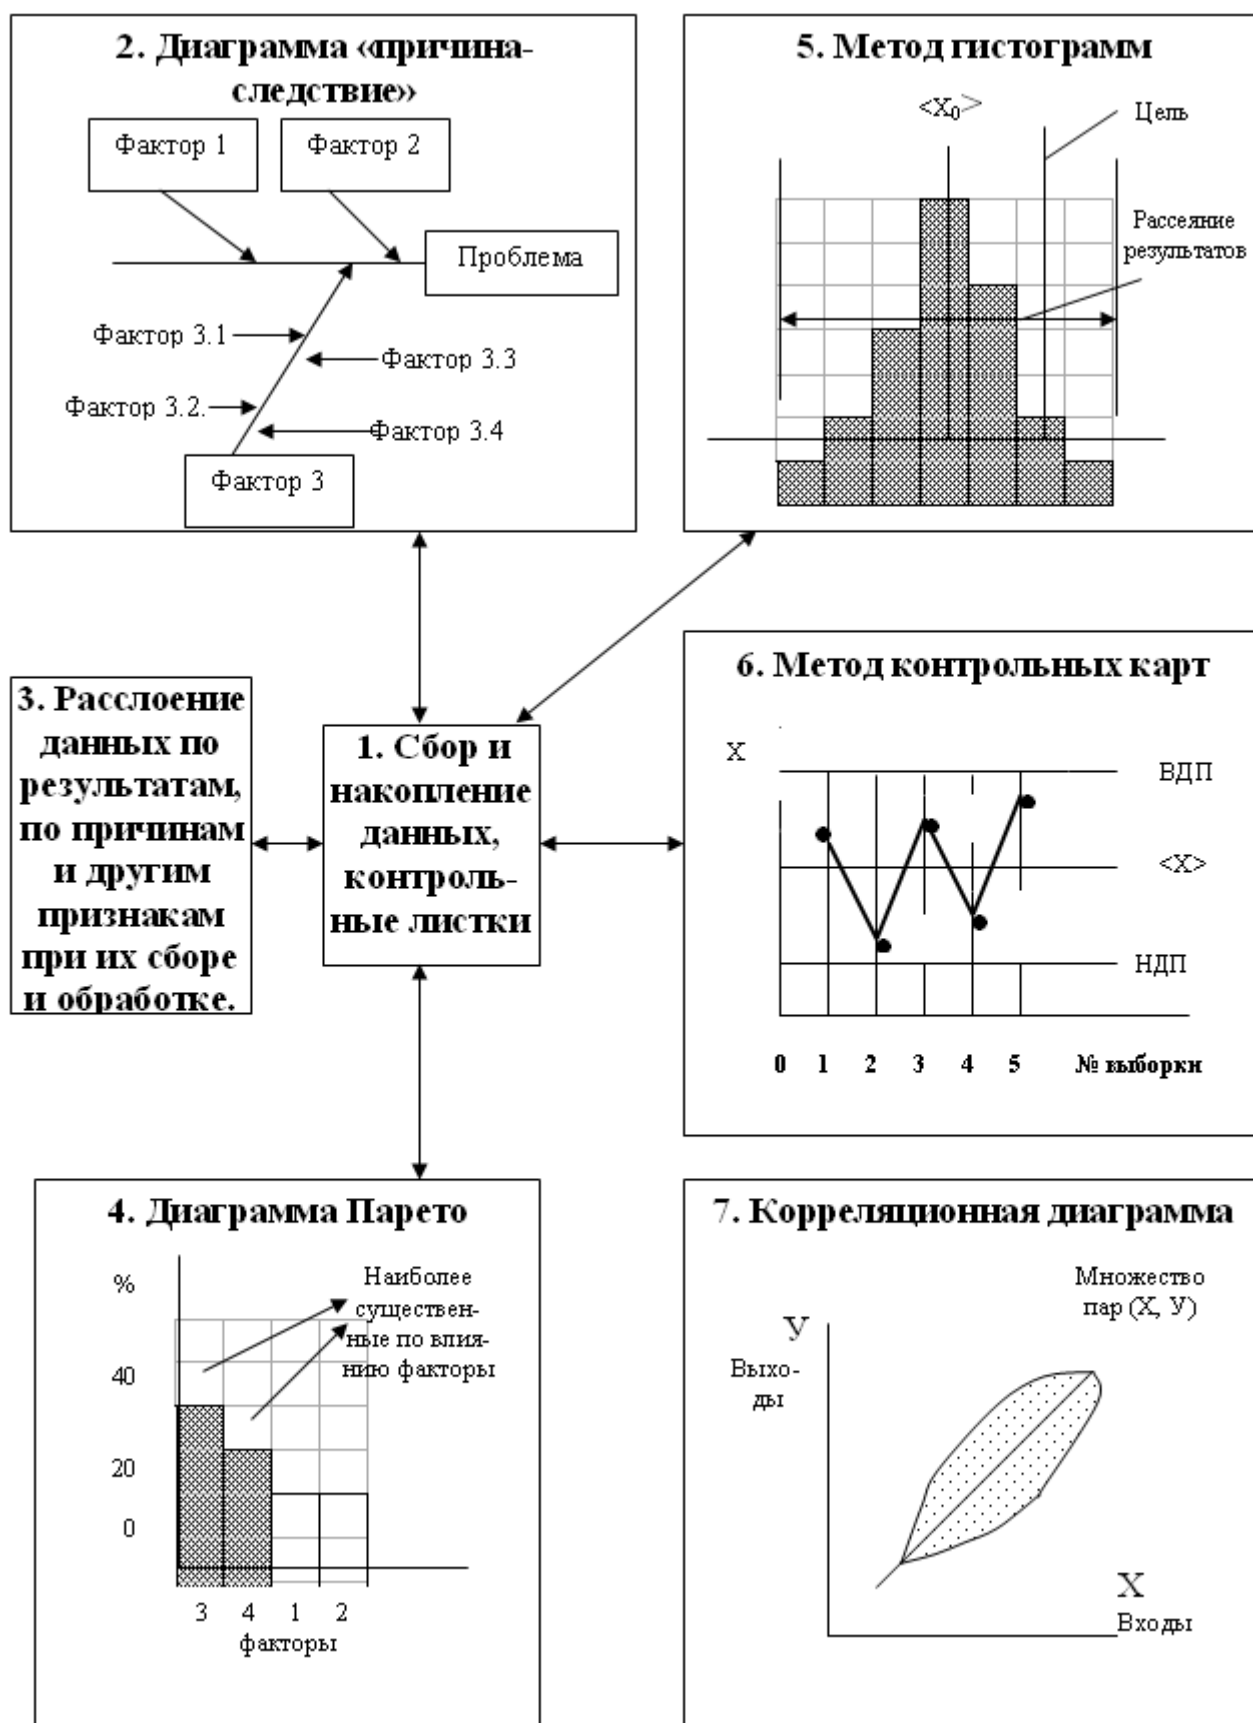 2. Диаграмма «причина-
следствие»
Фактор 1
Фактор 2
Проблема
Фактор 3.1
Фактор 3.3
Фактор 3.2.
Фактор 3.4
Фактор 3
5. Метод гистограмм
<X₀>
Цель
Рассеяние
результатов
3. Расслоение
данных по
результатам,
по причинам
и другим
признакам
при их сборе
и обработке.
1. Сбор и
накопление
данных,
контроль-
ные листки
6. Метод контрольных карт
X
ВДП
<X>
НДП
0 1 2 3 4 5 № выборки
4. Диаграмма Парето
%
40
20
0
Наиболее
существен-
ные по влия-
нию факторы
3 4 1 2
факторы
7. Корреляционная диаграмма
Множество
пар (X, У)
У
Выхо-
ды
X
Входы